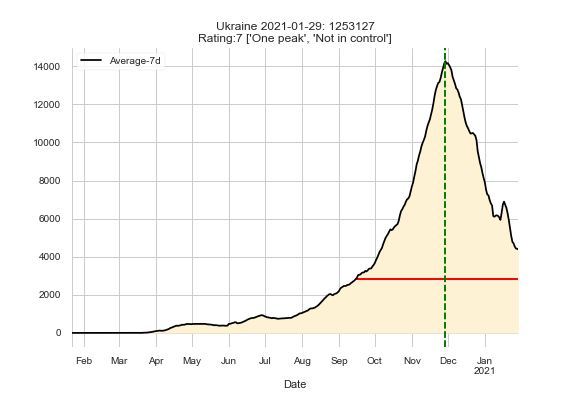 Ukraine 2021-01-29: 1253127
Rating:7 ['One peak', 'Not in control']
Average-7d
14000
12000
10000
8000
6000
4000
2000
0
Feb Mar Apr May Jun Jul Aug Sep Oct Nov Dec Jan
2021
Date